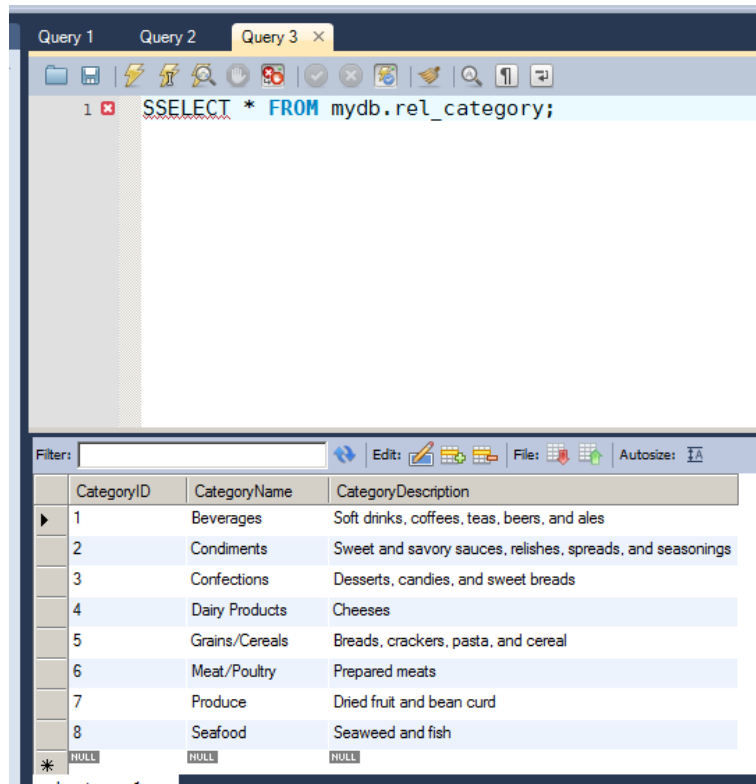 Query 1 Query 2 Query 3
1 SSELECT * FROM mydb.rel_category;
Filter: Edit: File: Autosize:
CategoryID CategoryName CategoryDescription
1 Beverages Soft drinks, coffees, teas, beers, and ales
2 Condiments Sweet and savory sauces, relishes, spreads, and seasonings
3 Confections Desserts, candies, and sweet breads
4 Dairy Products Cheeses
5 Grains/Cereals Breads, crackers, pasta, and cereal
6 Meat/Poultry Prepared meats
7 Produce Dried fruit and bean curd
8 Seafood Seaweed and fish
NULL NULL NULL